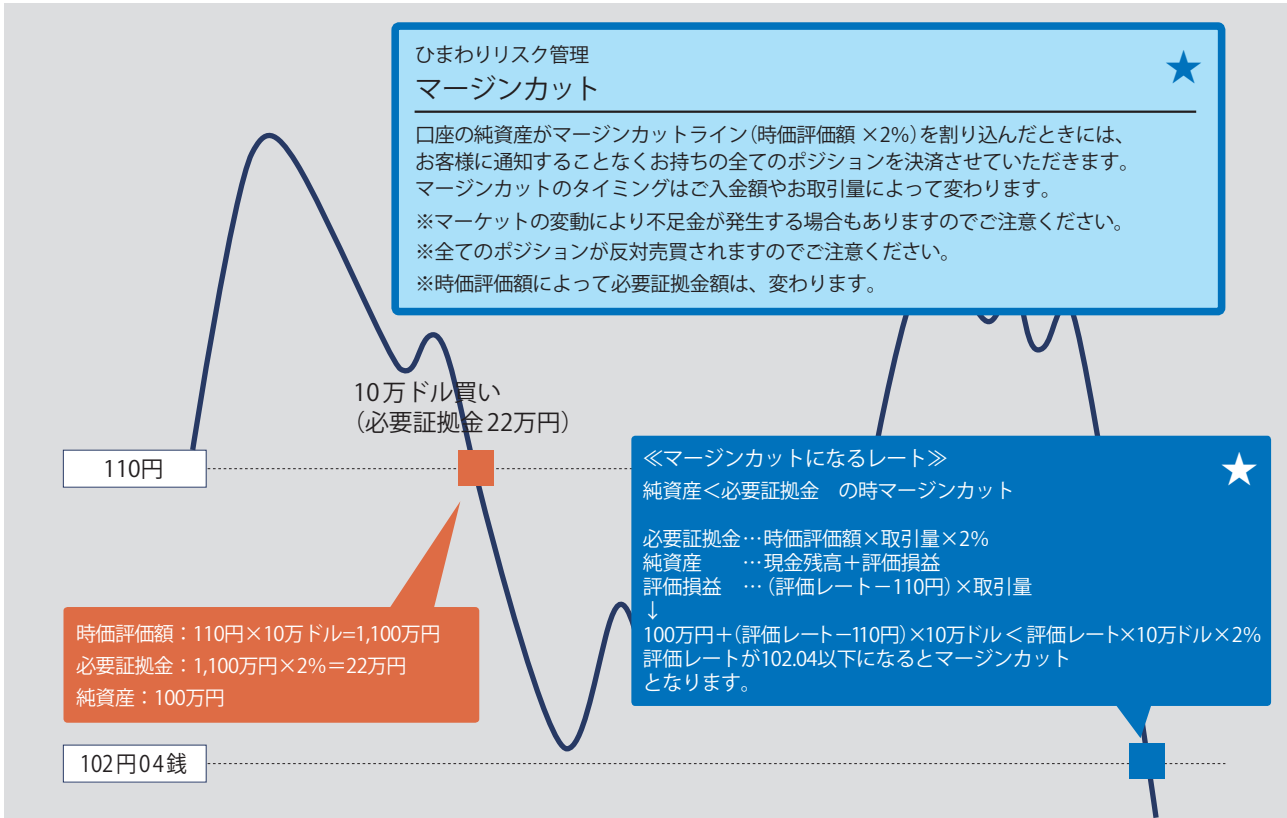 ひまわりリスク管理
マージンカット
口座の純資産がマージンカットライン(時価評価額 ×2%)を割り込んだときには、
お客様に通知することなくお持ちの全てのポジションを決済させていただきます。
マージンカットのタイミングはご入金額やお取引量によって変わります。
※マーケットの変動により不足金が発生する場合もありますのでご注意ください。
※全てのポジションが反対売買されますのでご注意ください。
※時価評価額によって必要証拠金額は、変わります。
10万ドル買い
(必要証拠金22万円)
110円
時価評価額:110円×10万ドル=1,100万円
必要証拠金:1,100万円×2%=22万円
純資産:100万円
≪マージンカットになるレート≫
純資産<必要証拠金 の時マージンカット
必要証拠金…時価評価額×取引量×2%
純資産 …現金残高+評価損益
評価損益 …(評価レート−110円)×取引量
↓
100万円+(評価レート−110円)×10万ドル<評価レート×10万ドル×2%
評価レートが102.04以下になるとマージンカット
となります。
102円04銭